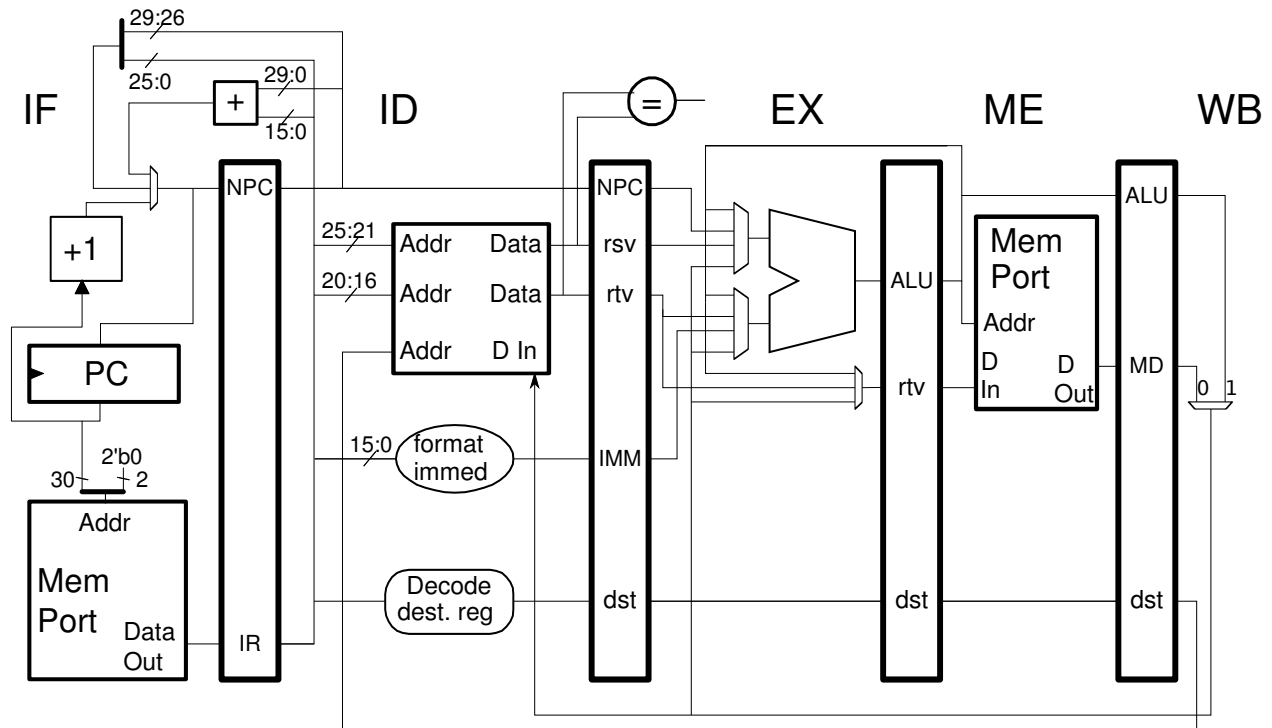 29:26
25:0
29:0
+
15:0
=
IF
ID
EX
ME
WB
NPC
NPC
ALU
+1
25:21
Addr
Data
rsv
20:16
Addr
Data
rtv
Addr
D In
ALU
Mem
Port
Addr
D
In
D
Out
MD
0
1
PC
rtv
15:0
format
immed
IMM
2'b0
30
2
Addr
Mem
Port
Data
Out
IR
Decode
dest. reg
dst
dst
dst